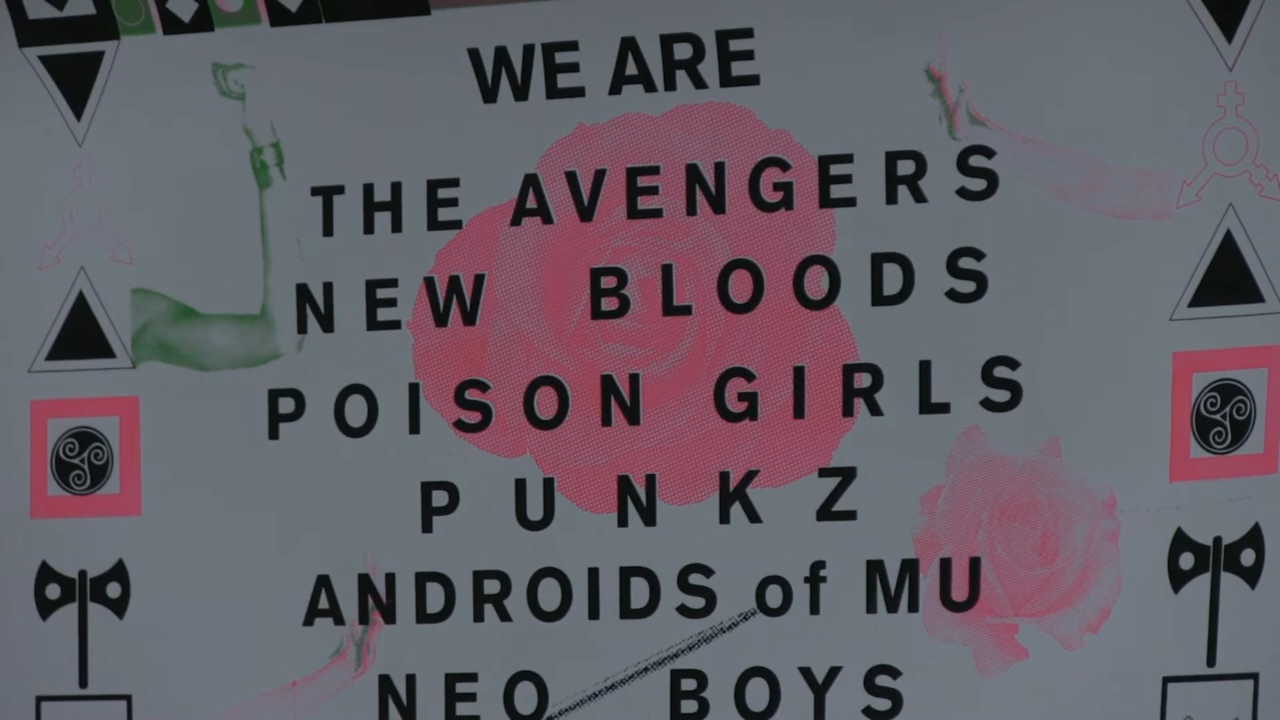 WE ARE
THE AVENGERS
NEW BLOODS
POISON GIRLS
PUNKZ
ANDROIDS of MU
NEO BOYS